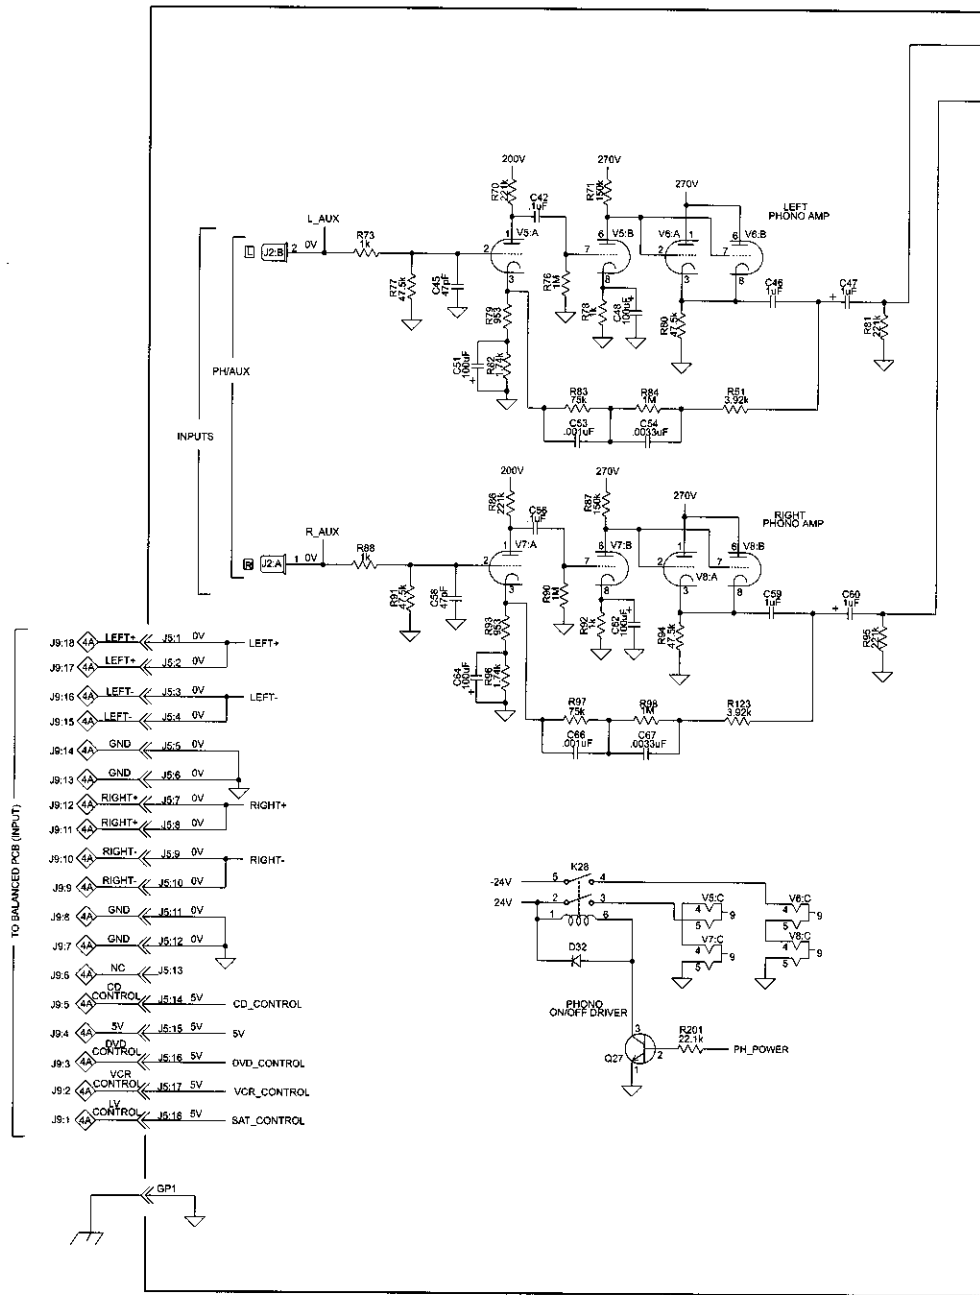 200V
270V
R70
221k
C42
.1uF
R71
150k
270V
LEFT
PHONO AMP
L_AUX
L
J2:B
2
0V
R73
1k
R77
47.5k
C45
47pF
1
V5:A
2
3
R76
1M
6
V5:B
7
8
V6:A
1
2
3
6
V6:B
7
8
R79
953
C51
100uF
+
R82
1.74k
R78
1k
C48
100uF
+
R80
47.5k
C46
1uF
+
C47
1uF
R81
221k
R83
75k
C53
.001uF
R84
1M
C54
.0033uF
R51
3.92k
PH/AUX
INPUTS
200V
270V
221k
C56
.1uF
R87
150k
270V
RIGHT
PHONO AMP
R_AUX
R
J2:A
1
0V
R88
1k
R91
47.5k
C58
47pF
1
V7:A
2
3
R90
1M
6
V7:B
7
8
1
2
V8:A
3
6
V8:B
7
8
R93
953
C64
100uF
+
R96
1.74k
R92
1k
C62
100uF
+
R94
47.5k
C59
1uF
+
C60
1uF
R95
221k
R97
75k
C66
.001uF
R98
1M
C67
.0033uF
R123
3.92k
TO BALANCED PCB (INPUT)
J9:18 4A LEFT+ J5:1 0V LEFT+
J9:17 4A LEFT+ J5:2 0V
J9:16 4A LEFT- J5:3 0V LEFT-
J9:15 4A LEFT- J5:4 0V
J9:14 4A GND J5:5 0V
J9:13 4A GND J5:6 0V
J9:12 4A RIGHT+ J5:7 0V RIGHT+
J9:11 4A RIGHT+ J5:8 0V
J9:10 4A RIGHT- J5:9 0V RIGHT-
J9:9 4A RIGHT- J5:10 0V
J9:8 4A GND J5:11 0V
J9:7 4A GND J5:12 0V
J9:6 4A NC J5:13
J9:5 4A CD CONTROL J5:14 5V CD_CONTROL
J9:4 4A 5V J5:15 5V 5V
J9:3 4A DVD CONTROL J5:16 5V DVD_CONTROL
J9:2 4A VCR CONTROL J5:17 5V VCR_CONTROL
J9:1 4A LV CONTROL J5:18 5V SAT_CONTROL
GP1
K28
-24V
5
4
24V
2
3
1
6
D32
V5:C
4
5
9
V7:C
4
5
9
V6:C
4
5
9
V8:C
4
5
9
PHONO
ON/OFF DRIVER
3
Q27
2
1
R201
22.1k
PH_POWER